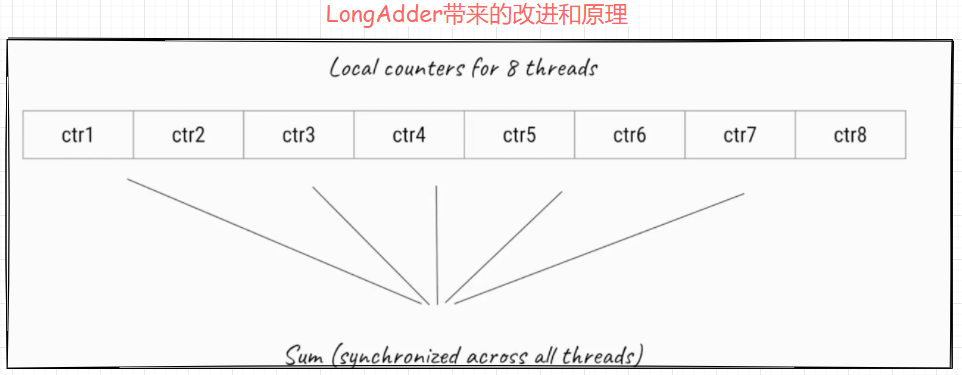 LongAdder带来的改进和原理
Local counters for 8 threads
ctr1 ctr2 ctr3 ctr4 ctr5 ctr6 ctr7 ctr8
Sum (synchronized across all threads)